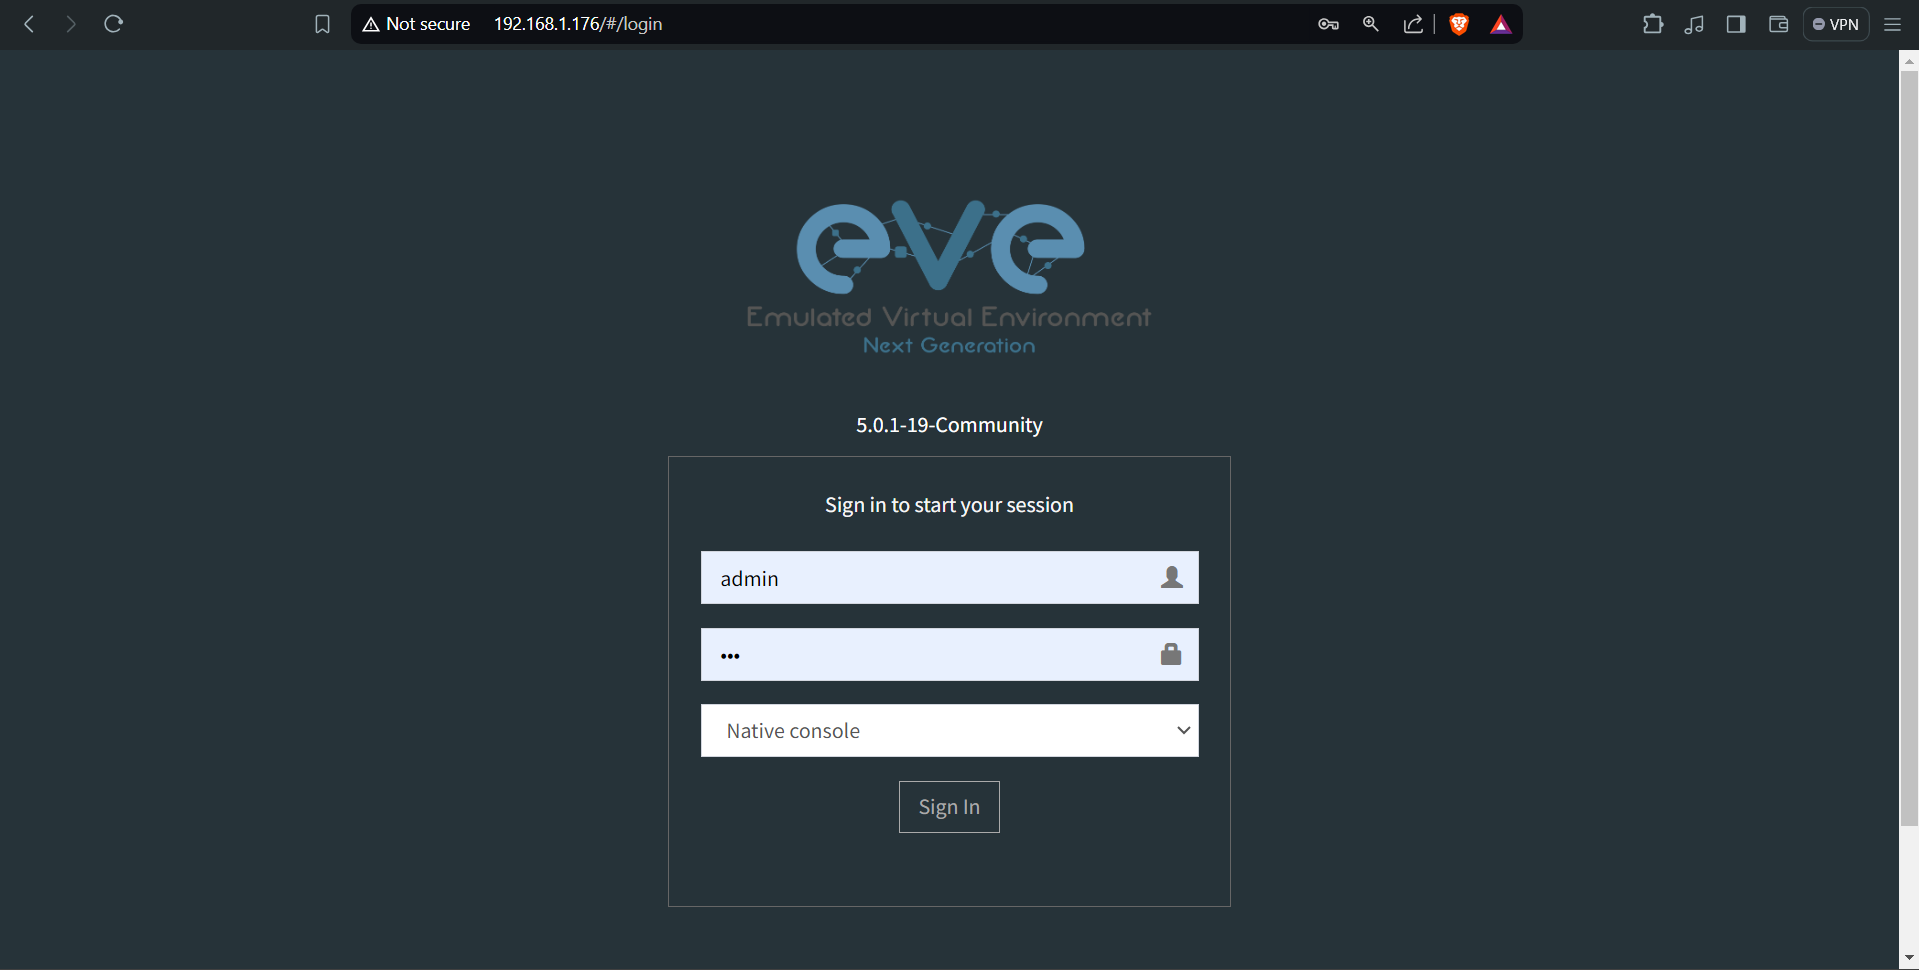 Not secure 192.168.1.176/#/login
VPN
eve
Emulated Virtual Environment
Next Generation
5.0.1-19-Community
Sign in to start your session
admin
•••
Native console
Sign In